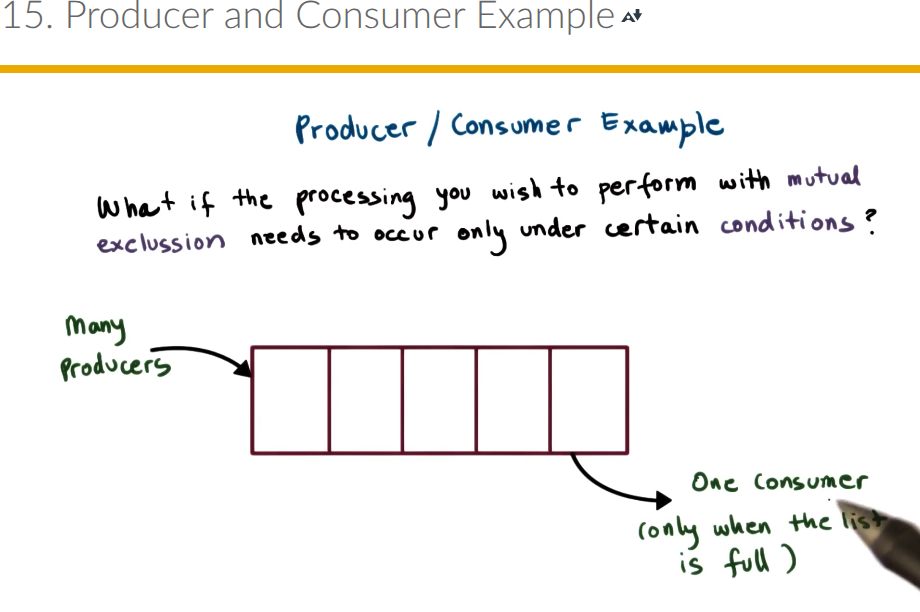 15. Producer and Consumer Example
Producer / Consumer Example
What if the processing you wish to perform with mutual
exclussion needs to occur only under certain conditions?
Many
Producers
One Consumer
(only when the list
is full)